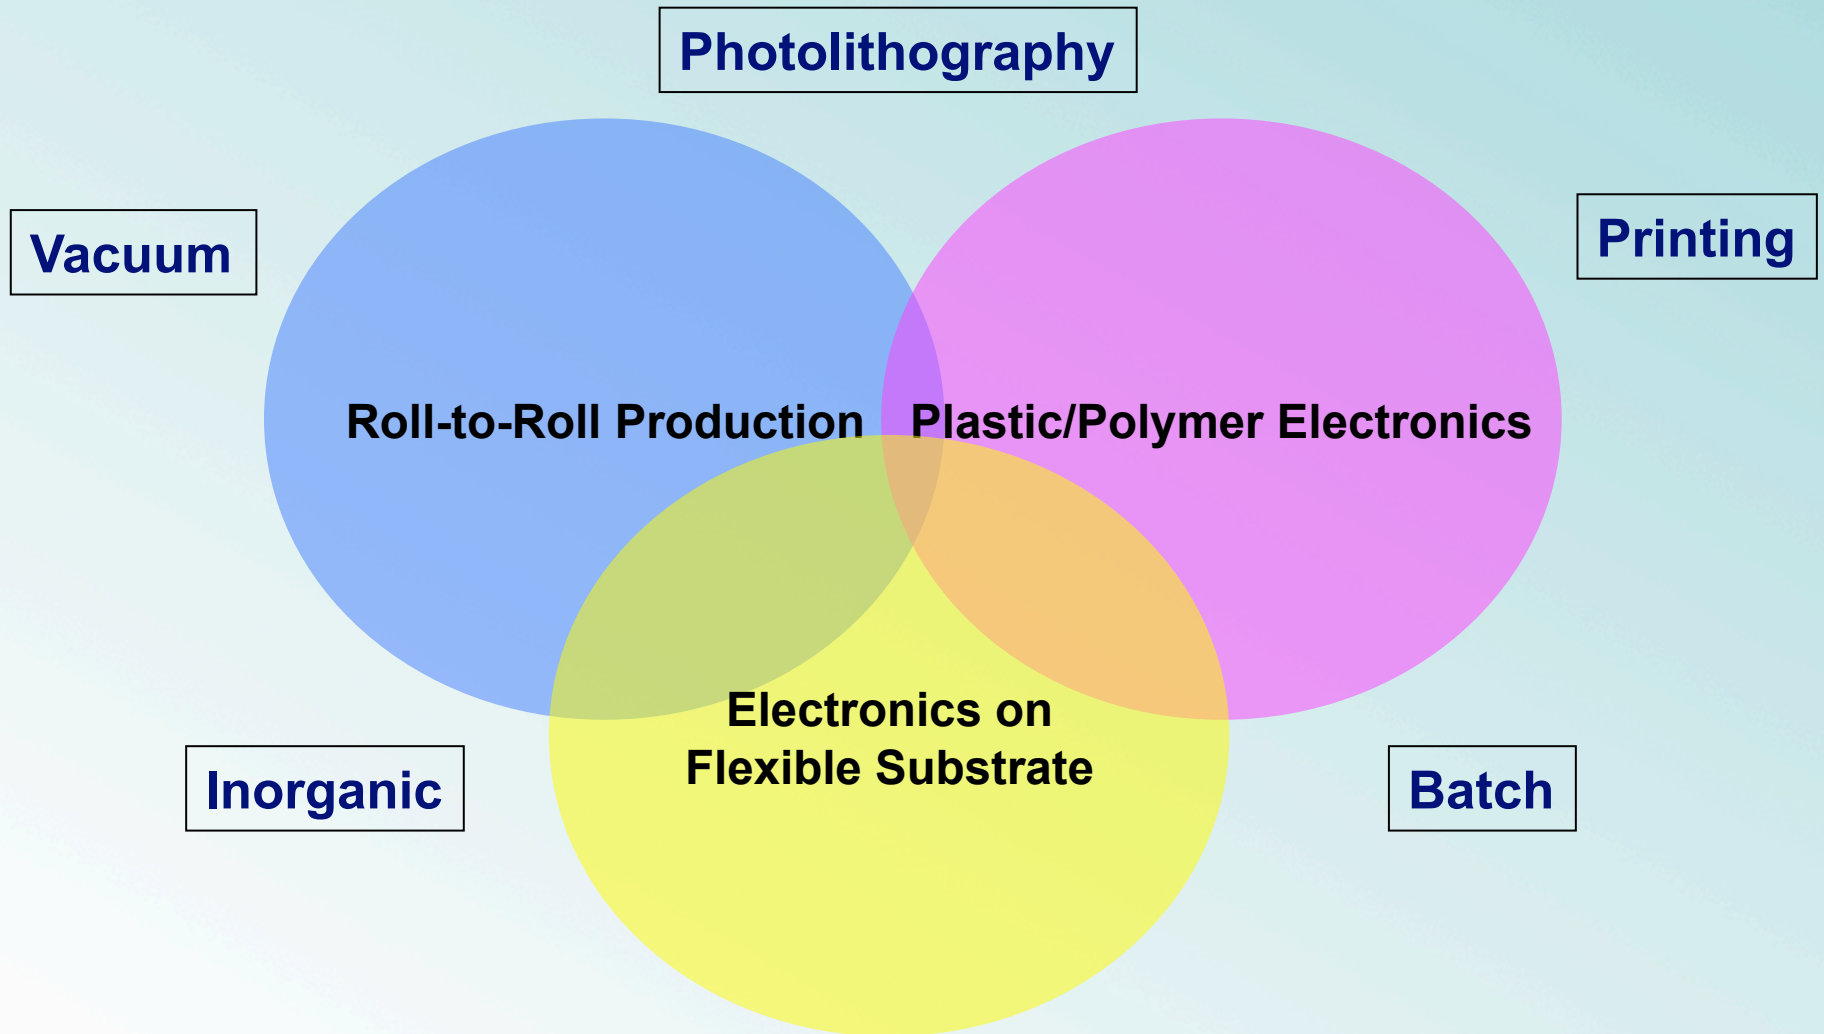 Photolithography
Vacuum
Printing
Roll-to-Roll Production
Plastic/Polymer Electronics
Electronics on
Flexible Substrate
Inorganic
Batch